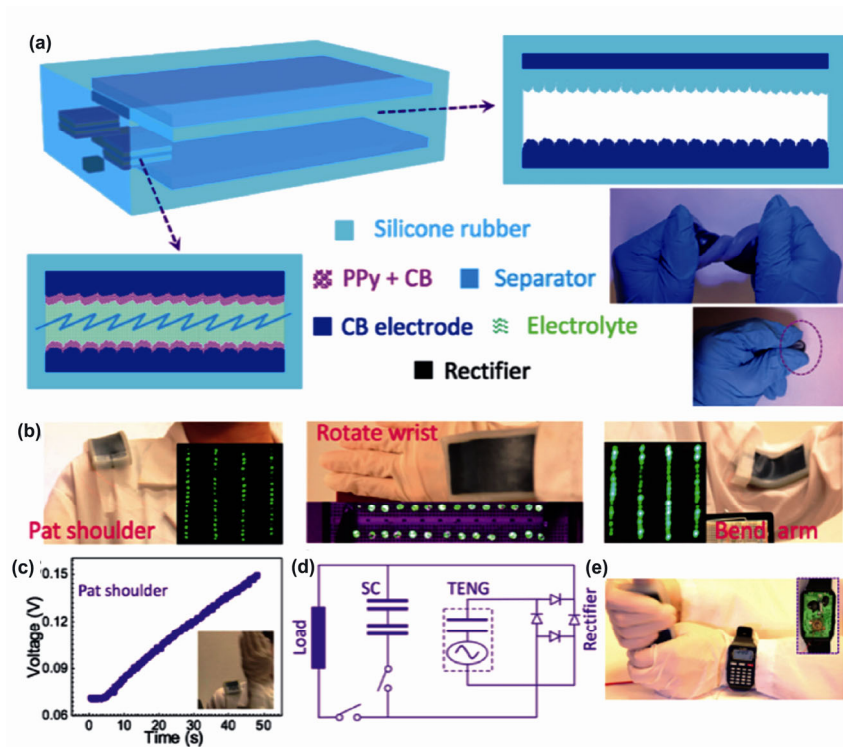 (a)
Silicone rubber
PPy + CB
Separator
CB electrode
Electrolyte
Rectifier
(b)
Pat shoulder
Rotate wrist
Bend arm
(c)
Pat shoulder
0.15
0.12
0.09
0.06
Voltage (V)
0 10 20 30 40 50
Time (s)
(d)
Load
SC
TENG
Rectifier
(e)